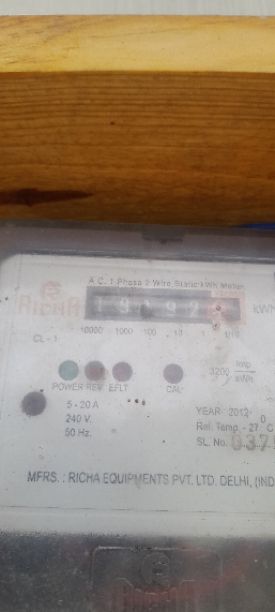 A.C. 1-Phase 2 Wire, Static kWh Meter
RICHA
KWH
CL-1
10000 1000 100 10 1 1/10
3200 imp/kWh
POWER REV EFLT CAL
5-20 A
240 V.
50 Hz.
YEAR 2012
Ref. Temp.- 27 °C
SL. No.
MFRS. : RICHA EQUIPMENTS PVT. LTD. DELHI, (IND
RICHA